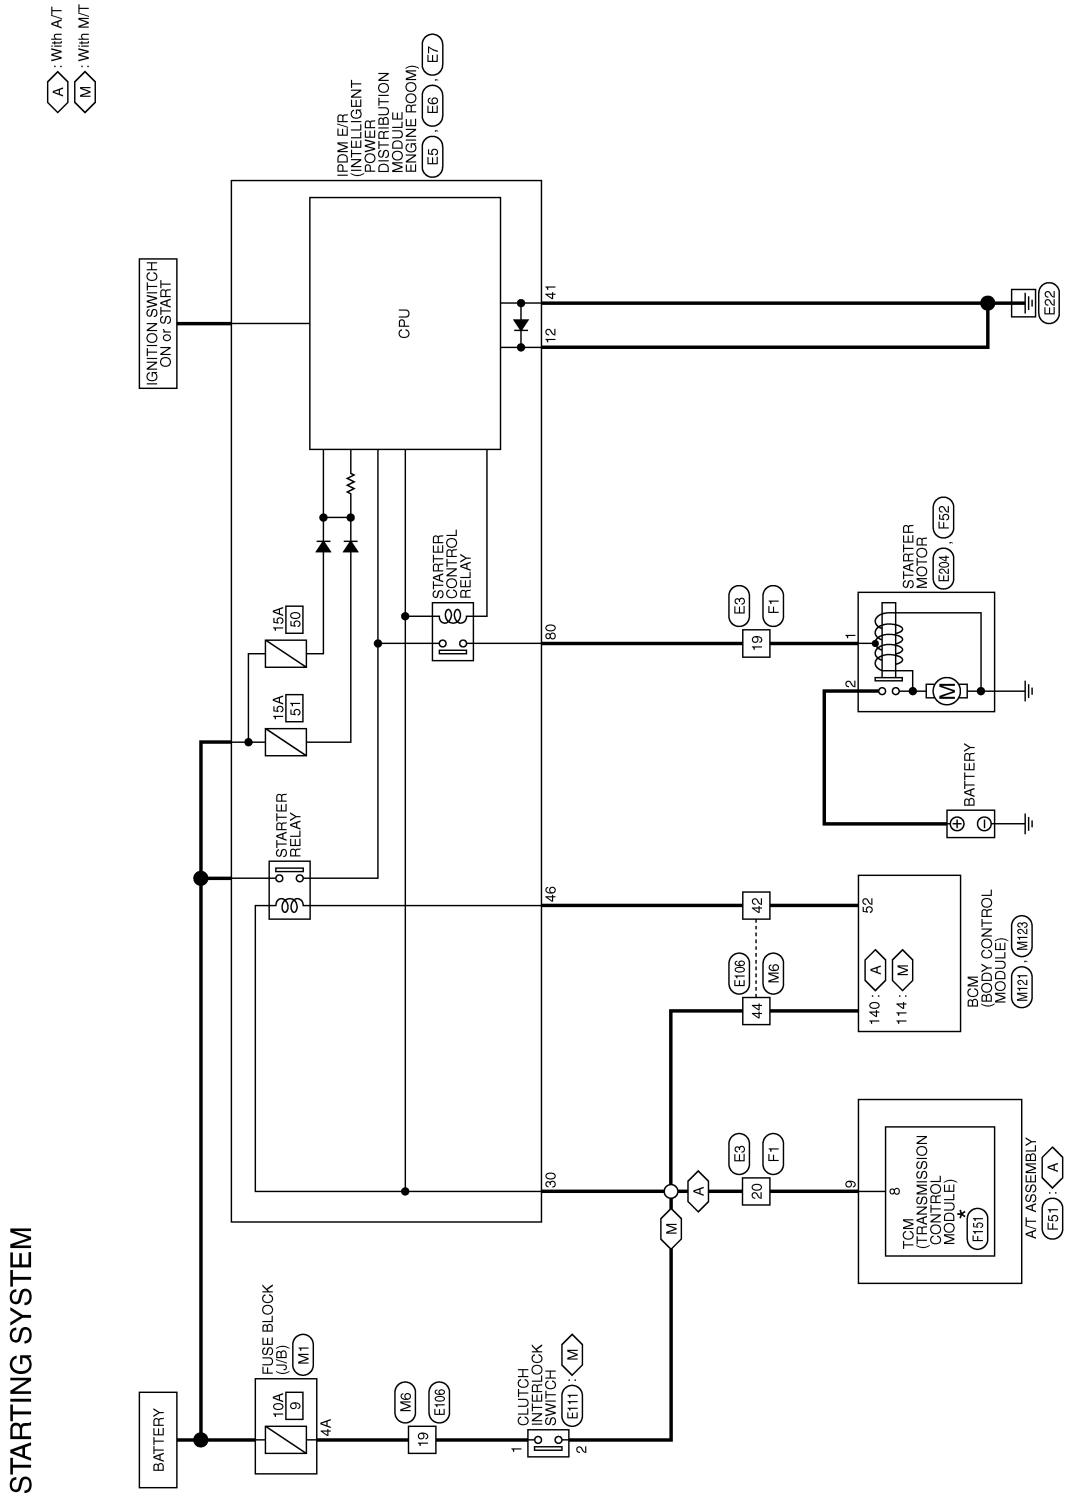 STARTING SYSTEM
A : With A/T
M : With M/T
BATTERY
IGNITION SWITCH
ON or START
FUSE BLOCK
(J/B)
M1
10A
9
4A
M6
E106
19
CLUTCH
INTERLOCK
SWITCH
E111 : M
1
2
M
STARTER
RELAY
15A
51
15A
50
IPDM E/R
(INTELLIGENT
POWER
DISTRIBUTION
MODULE
ENGINE ROOM)
E5 , E6 , E7
CPU
STARTER
CONTROL
RELAY
30
46
80
12
41
A
E3
F1
20
E106
M6
44
42
E3
F1
19
9
8
TCM
(TRANSMISSION
CONTROL
MODULE)
*
F151
A/T ASSEMBLY
F51 : A
140 : A
114 : M
52
BCM
(BODY CONTROL
MODULE)
M121 , M123
BATTERY
+
−
2
1
M
STARTER
MOTOR
E204 , F52
E22